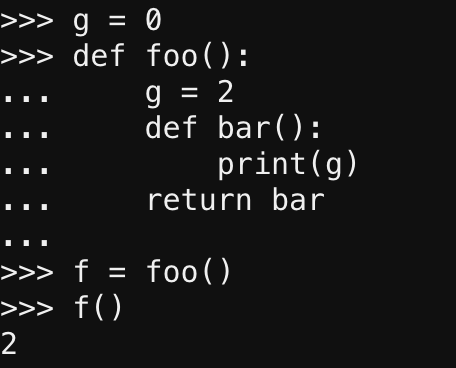 >>> g = 0
>>> def foo():
...     g = 2
...     def bar():
...         print(g)
...     return bar
...
>>> f = foo()
>>> f()
2